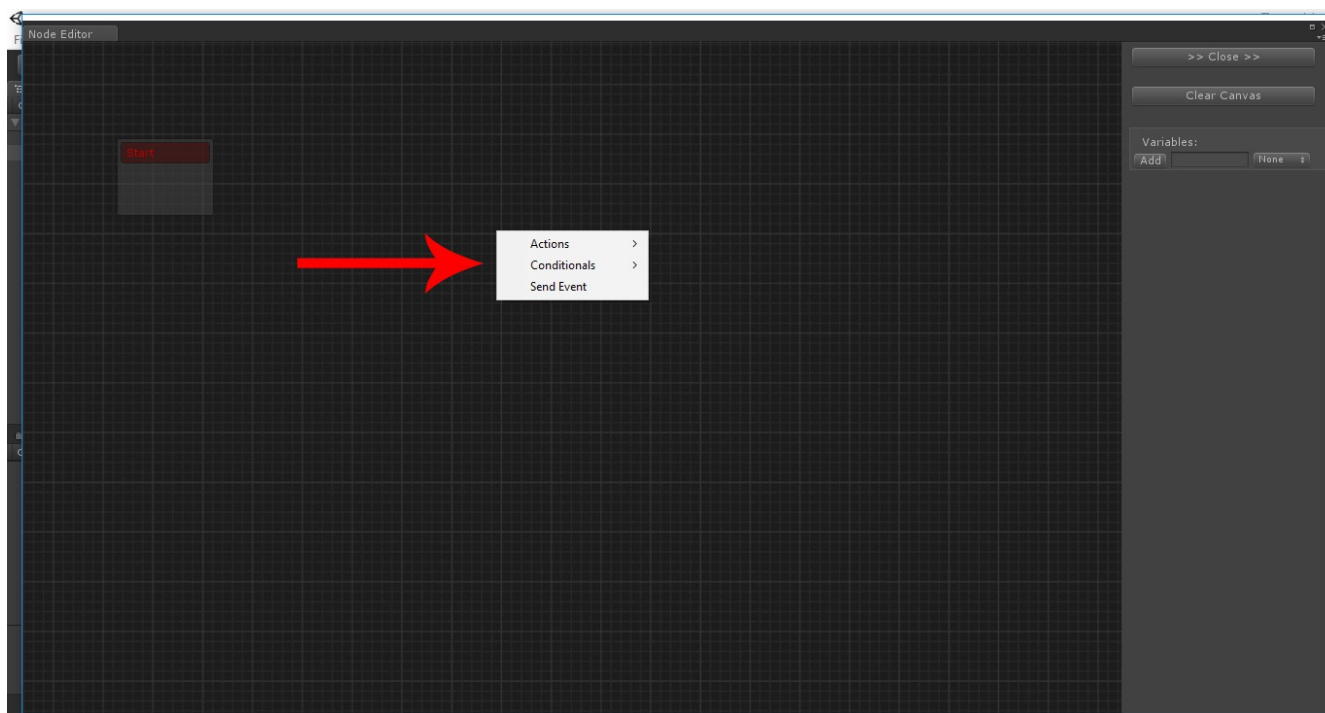 Node Editor
>> Close >>
Clear Canvas
Variables:
Add
None
Start
Actions
Conditionals
Send Event